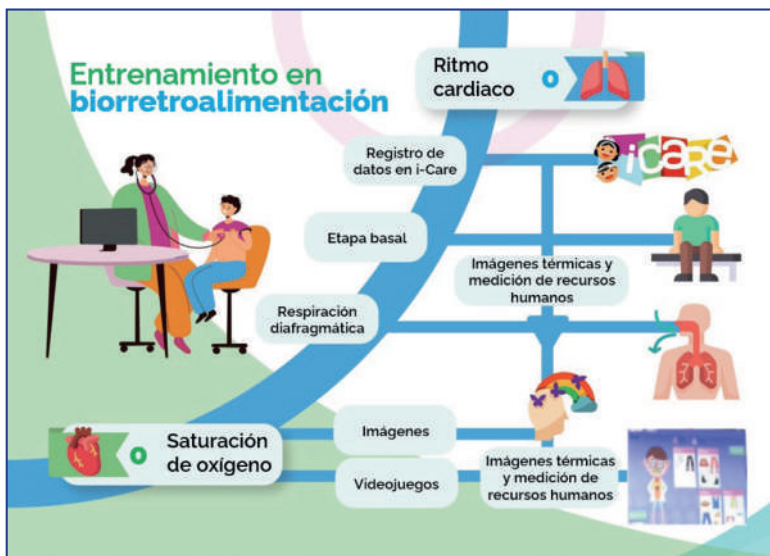 Entrenamiento en
biorretroalimentación
Ritmo
cardiaco
Registro de
datos en i-Care
iCaRe
Etapa basal
Imágenes térmicas y
medición de recursos
humanos
Respiración
diafragmática
Saturación
de oxígeno
Imágenes
Videojuegos
Imágenes térmicas
y medición de
recursos humanos